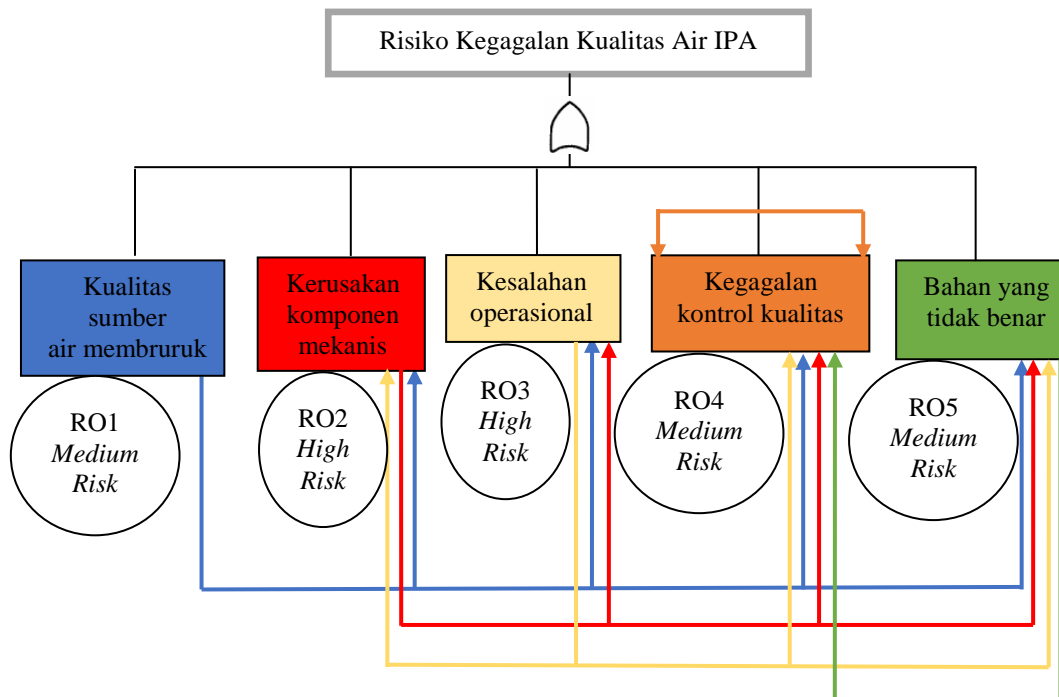 Risiko Kegagalan Kualitas Air IPA
Kualitas
sumber
air membruruk
Kerusakan
komponen
mekanis
Kesalahan
operasional
Kegagalan
kontrol kualitas
Bahan yang
tidak benar
RO1
Medium
Risk
RO2
High
Risk
RO3
High
Risk
RO4
Medium
Risk
RO5
Medium
Risk